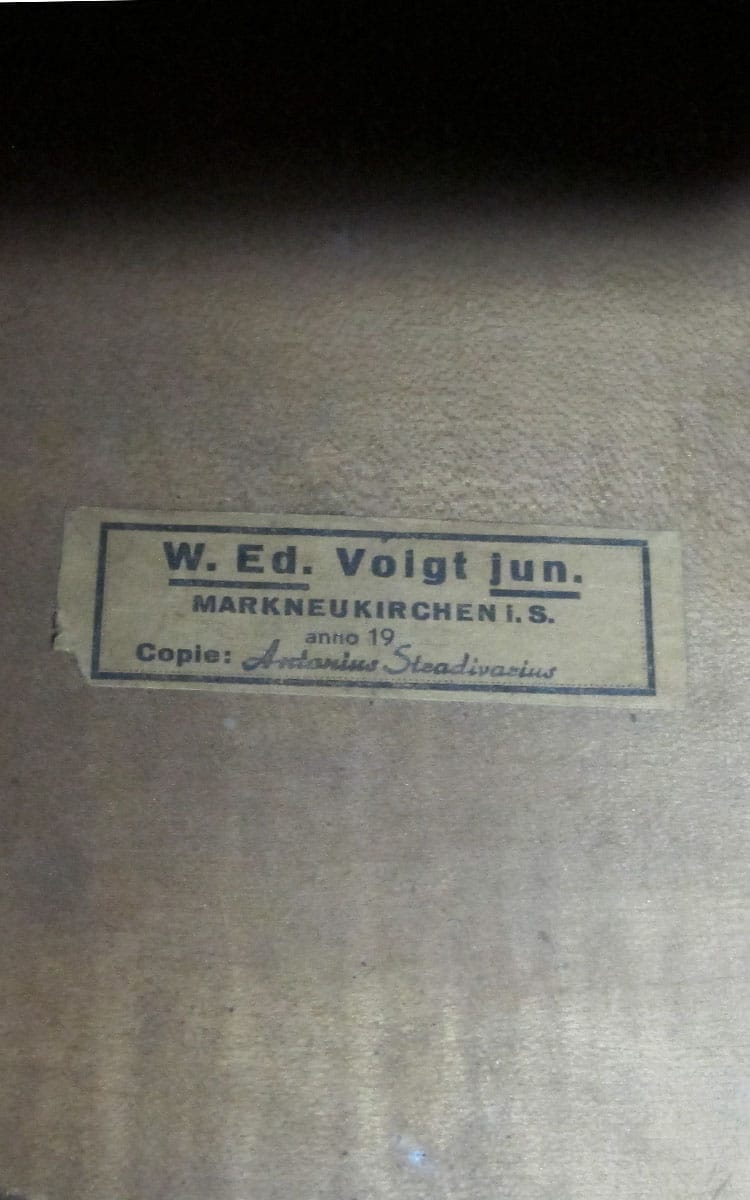 W. Ed. Voigt jun.
MARKNEUKIRCHEN i. S.
anno 19
Copie: Antonius Stradivarius